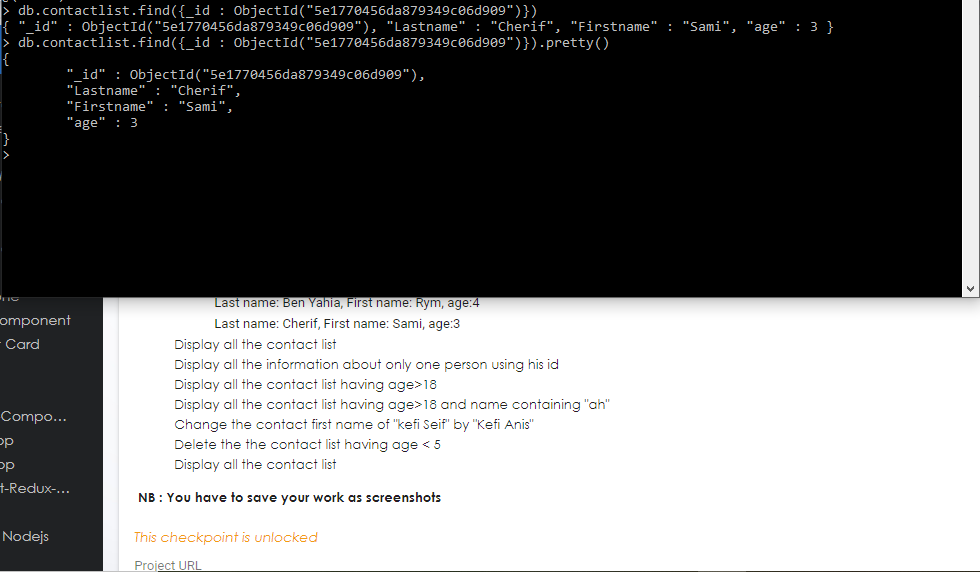 > db.contactlist.find({_id : ObjectId("5e1770456da879349c06d909")})
{ "_id" : ObjectId("5e1770456da879349c06d909"), "Lastname" : "Cherif", "Firstname" : "Sami", "age" : 3 }
> db.contactlist.find({_id : ObjectId("5e1770456da879349c06d909")}).pretty()
{
"_id" : ObjectId("5e1770456da879349c06d909"),
"Lastname" : "Cherif",
"Firstname" : "Sami",
"age" : 3
}
>
Last name: Ben Yahia, First name: Rym, age:4
omponent
Last name: Cherif, First name: Sami, age:3
Card
Display all the contact list
Display all the information about only one person using his id
Display all the contact list having age>18
Display all the contact list having age>18 and name containing "ah"
Compo...
Change the contact first name of "kefi Seif" by "Kefi Anis"
op
Delete the the contact list having age < 5
op
Display all the contact list
t-Redux-...
NB : You have to save your work as screenshots
Nodejs
This checkpoint is unlocked
Project URL